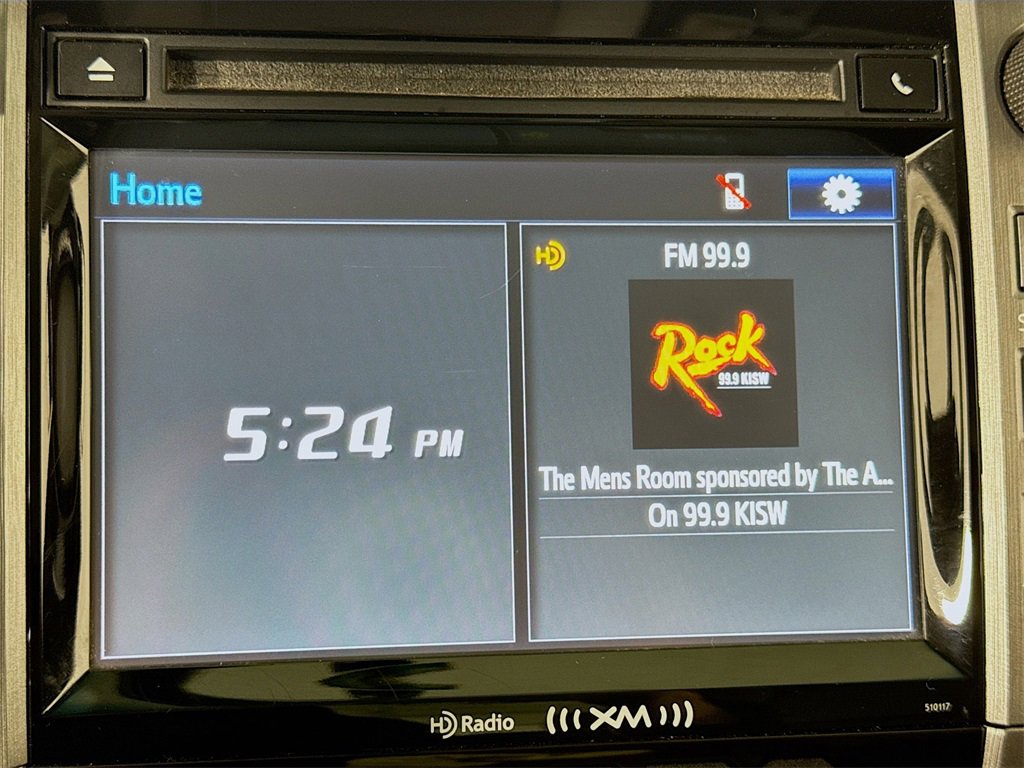 Home
5:24 PM
HD
FM 99.9
Rock
99.9 KISW
The Mens Room sponsored by The A...
On 99.9 KISW
HD Radio
((( XM )))
510117